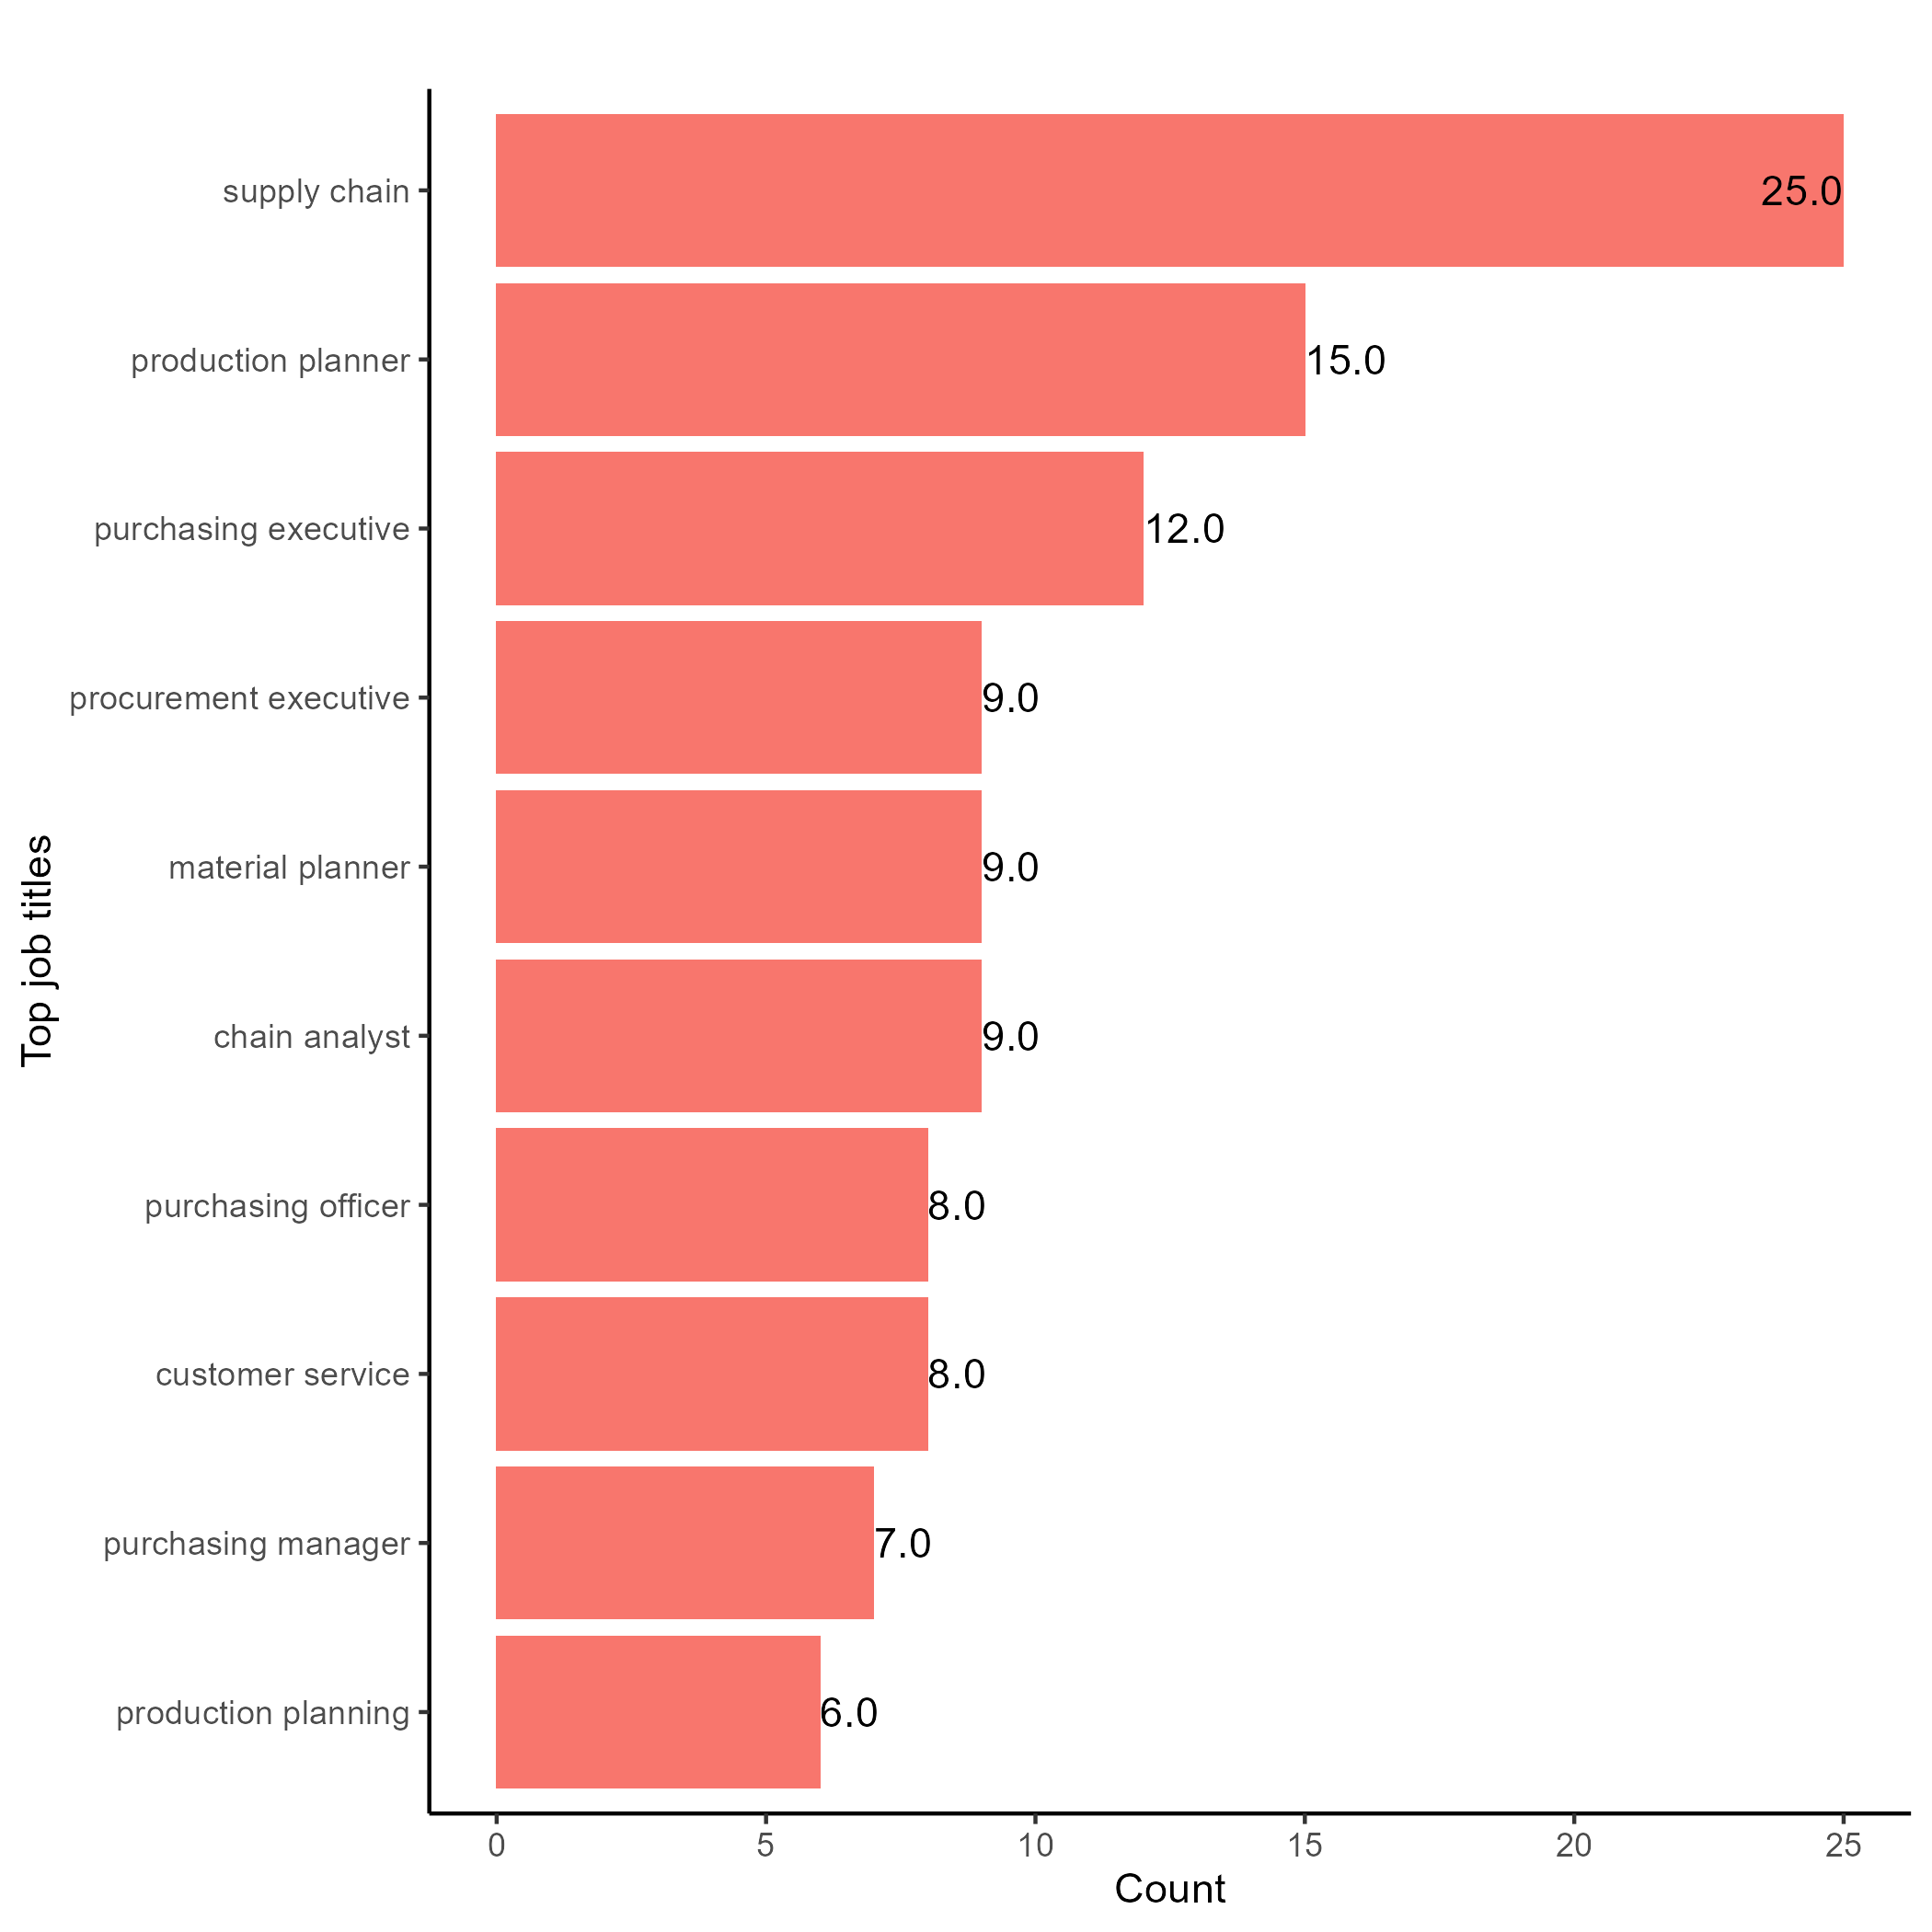 supply chain 25.0
production planner 15.0
purchasing executive 12.0
procurement executive 9.0
material planner 9.0
chain analyst 9.0
purchasing officer 8.0
customer service 8.0
purchasing manager 7.0
production planning 6.0
0 5 10 15 20 25
Count
Top job titles